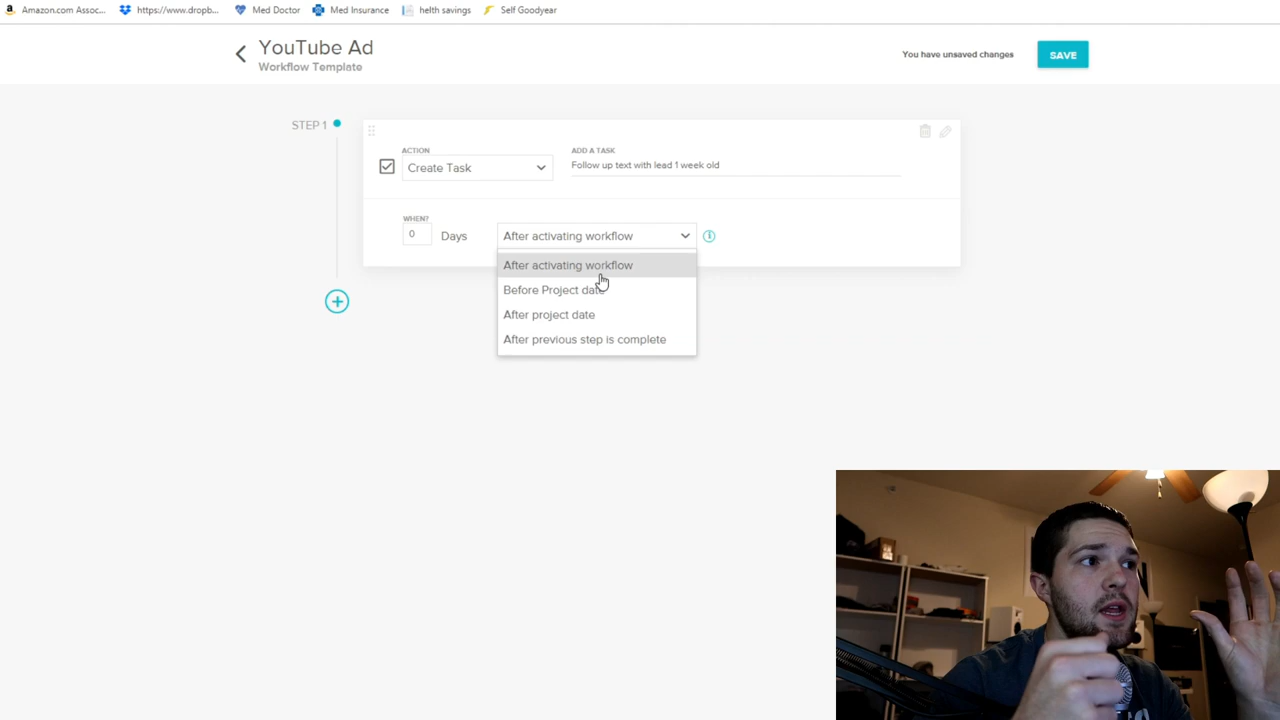 Amazon.com Assoc... https://www.dropb... Med Doctor Med Insurance helth savings Self Goodyear
YouTube Ad
Workflow Template
You have unsaved changes
SAVE
STEP 1
ACTION
ADD A TASK
Create Task
Follow up text with lead 1 week old
WHEN?
0 Days After activating workflow
After activating workflow
Before Project date
After project date
After previous step is complete